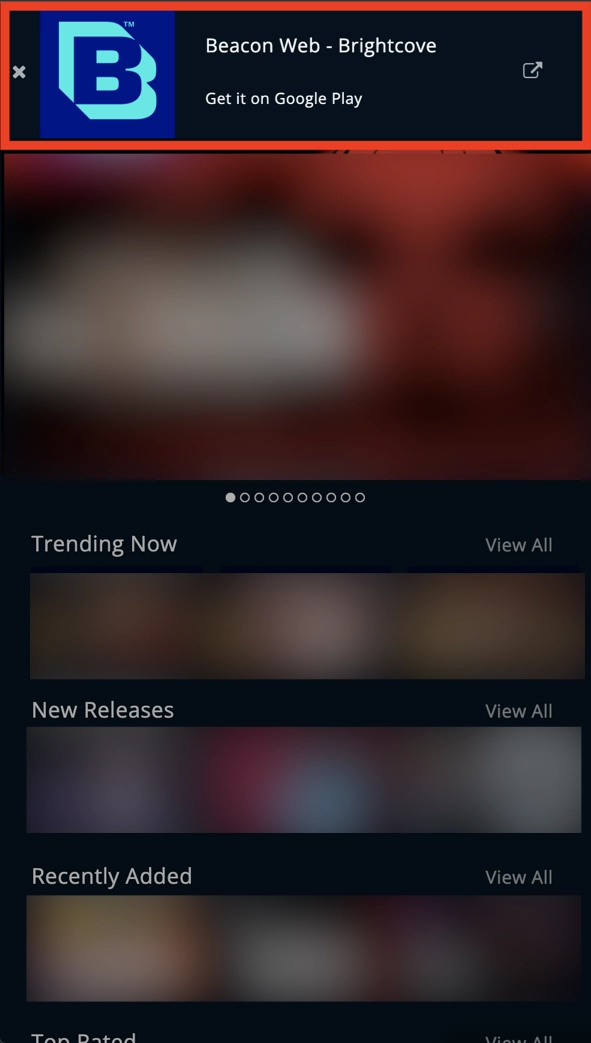 B™
Beacon Web - Brightcove
Get it on Google Play
Trending Now View All
New Releases View All
Recently Added View All
Top Rated View All